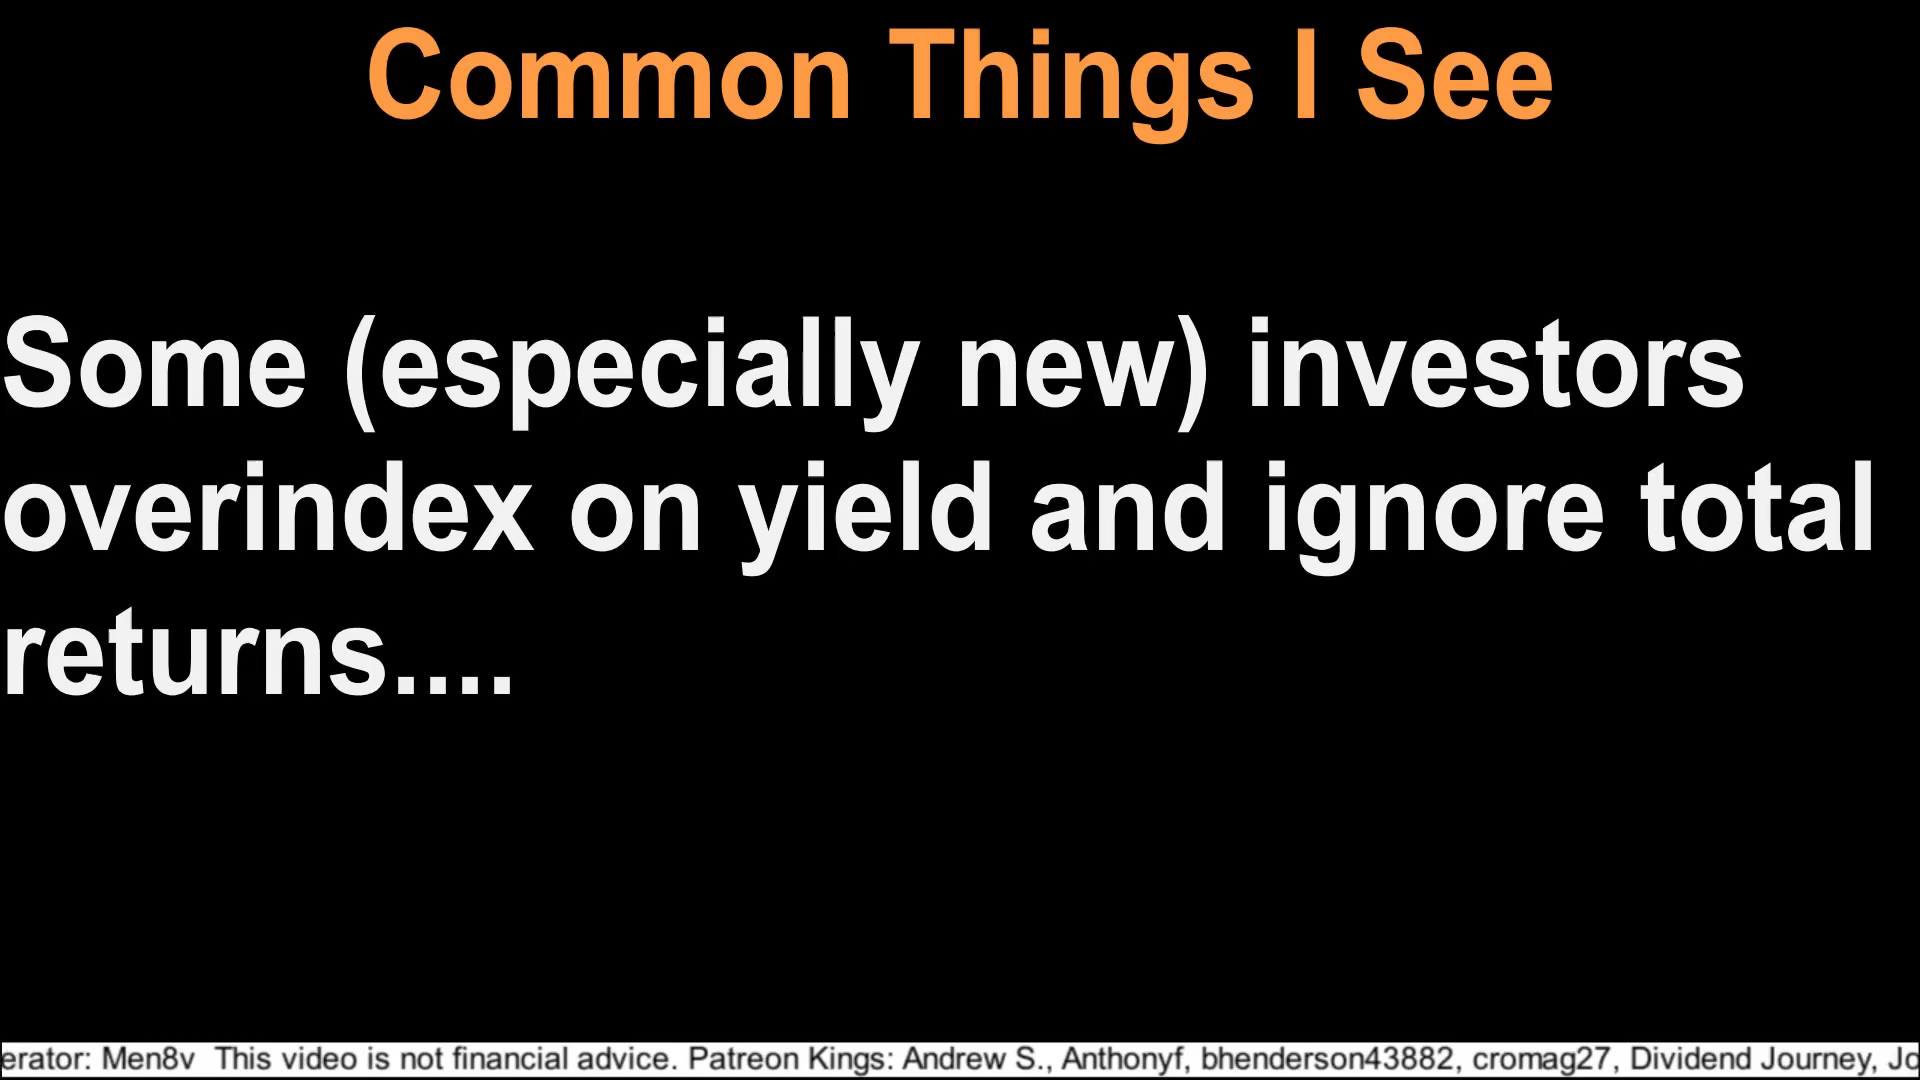 Common Things I See
Some (especially new) investors
overindex on yield and ignore total
returns....
erator: Men8v  This video is not financial advice. Patreon Kings: Andrew S., Anthonyf, bhenderson43882, cromag27, Dividend Journey, Jo